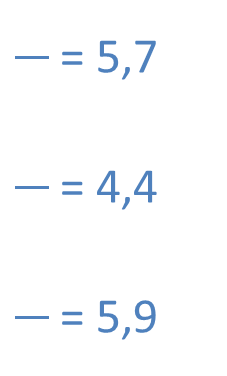 — = 5,7
— = 4,4
— = 5,9